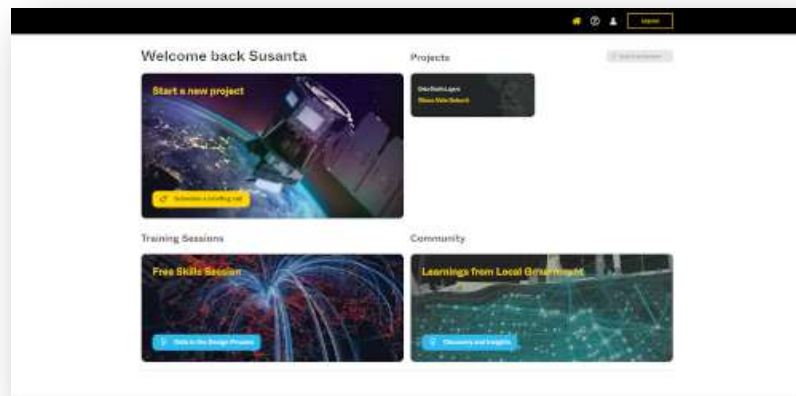 Logout
Welcome back Susanta
Projects
Start a new project
Schedule a briefing call
Training Sessions
Community
Free Skills Session
Learnings from Local Government
Data in the Design Process
Discovery and Insights